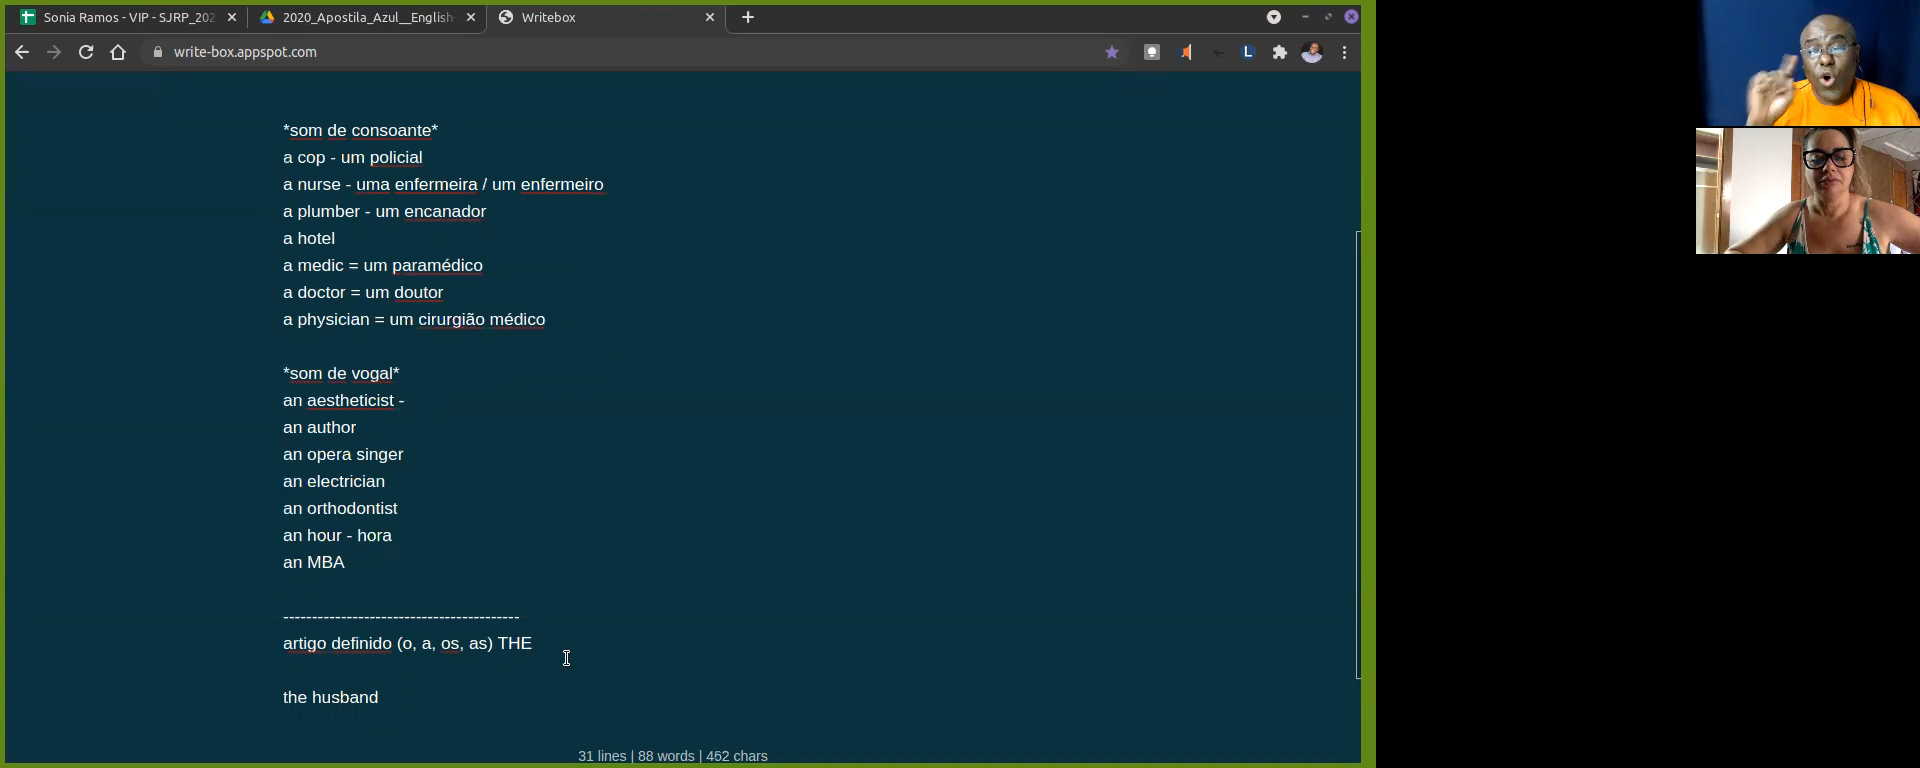 Sonia Ramos - VIP - SJRP_202
2020_Apostila_Azul__English-
Writebox
write-box.appspot.com
L
*som de consoante*
a cop - um policial
a nurse - uma enfermeira / um enfermeiro
a plumber - um encanador
a hotel
a medic = um paramédico
a doctor = um doutor
a physician = um cirurgião médico
*som de vogal*
an aestheticist -
an author
an opera singer
an electrician
an orthodontist
an hour - hora
an MBA
-----------------------------------------
artigo definido (o, a, os, as) THE
the husband
31 lines | 88 words | 462 chars